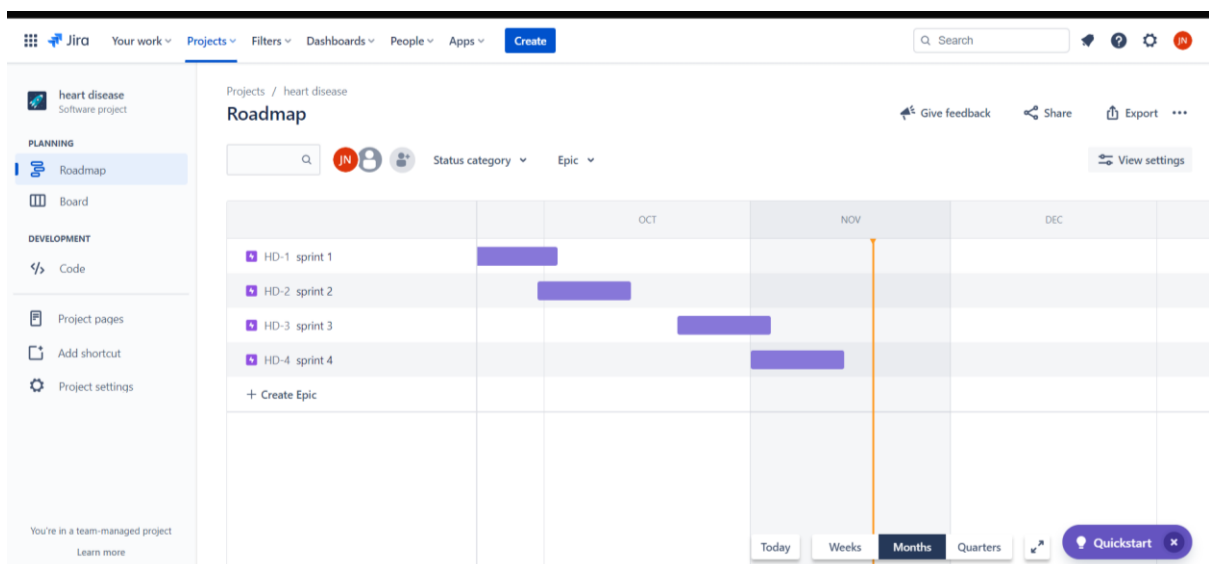 Jira Your work Projects Filters Dashboards People Apps Create Search JN
heart disease
Software project
PLANNING
Roadmap
Board
DEVELOPMENT
Code
Project pages
Add shortcut
Project settings
You're in a team-managed project
Learn more
Projects / heart disease
Roadmap
Give feedback Share Export
JN Status category Epic View settings
OCT NOV DEC
HD-1 sprint 1
HD-2 sprint 2
HD-3 sprint 3
HD-4 sprint 4
+ Create Epic
Today Weeks Months Quarters Quickstart